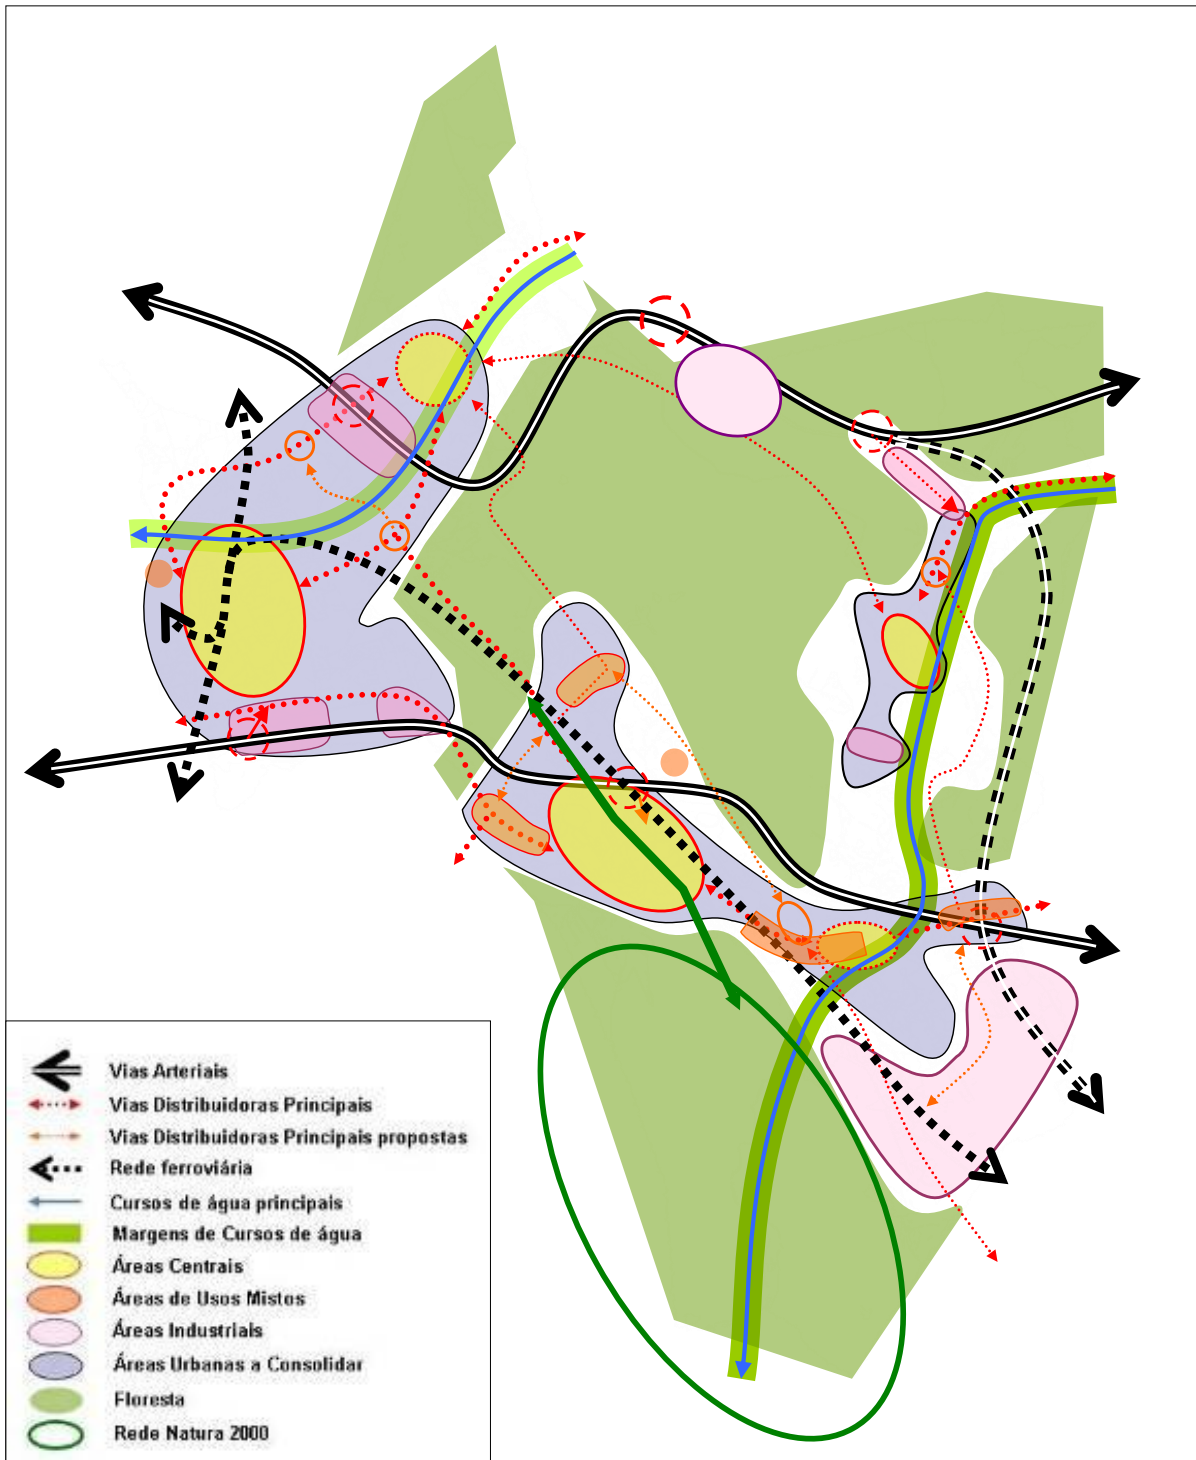 Vias Arteriais
Vias Distribuidoras Principais
Vias Distribuidoras Principais propostas
Rede ferroviária
Cursos de água principais
Margens de Cursos de água
Áreas Centrais
Áreas de Usos Mistos
Áreas Industriais
Áreas Urbanas a Consolidar
Floresta
Rede Natura 2000